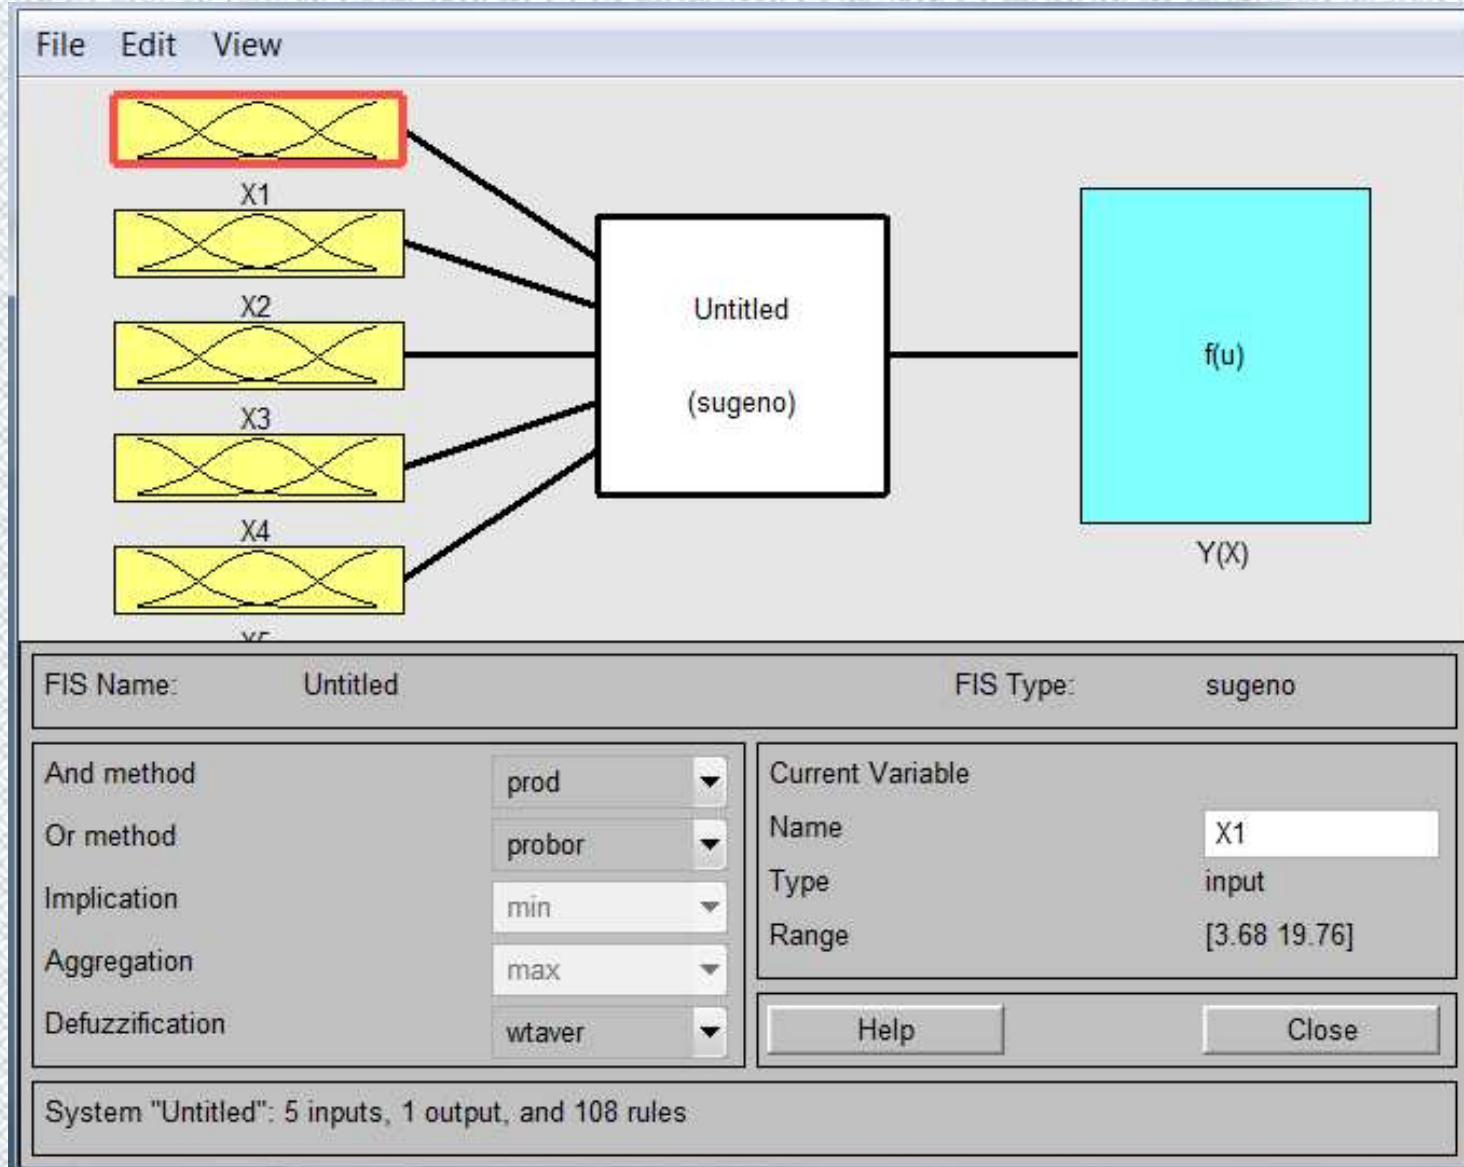 File Edit View
X1
X2
X3
X4
X5
Untitled
(sugeno)
f(u)
Y(X)
FIS Name: Untitled FIS Type: sugeno
And method prod
Or method probor
Implication min
Aggregation max
Defuzzification wtaver
Current Variable
Name X1
Type input
Range [3.68 19.76]
Help Close
System "Untitled": 5 inputs, 1 output, and 108 rules